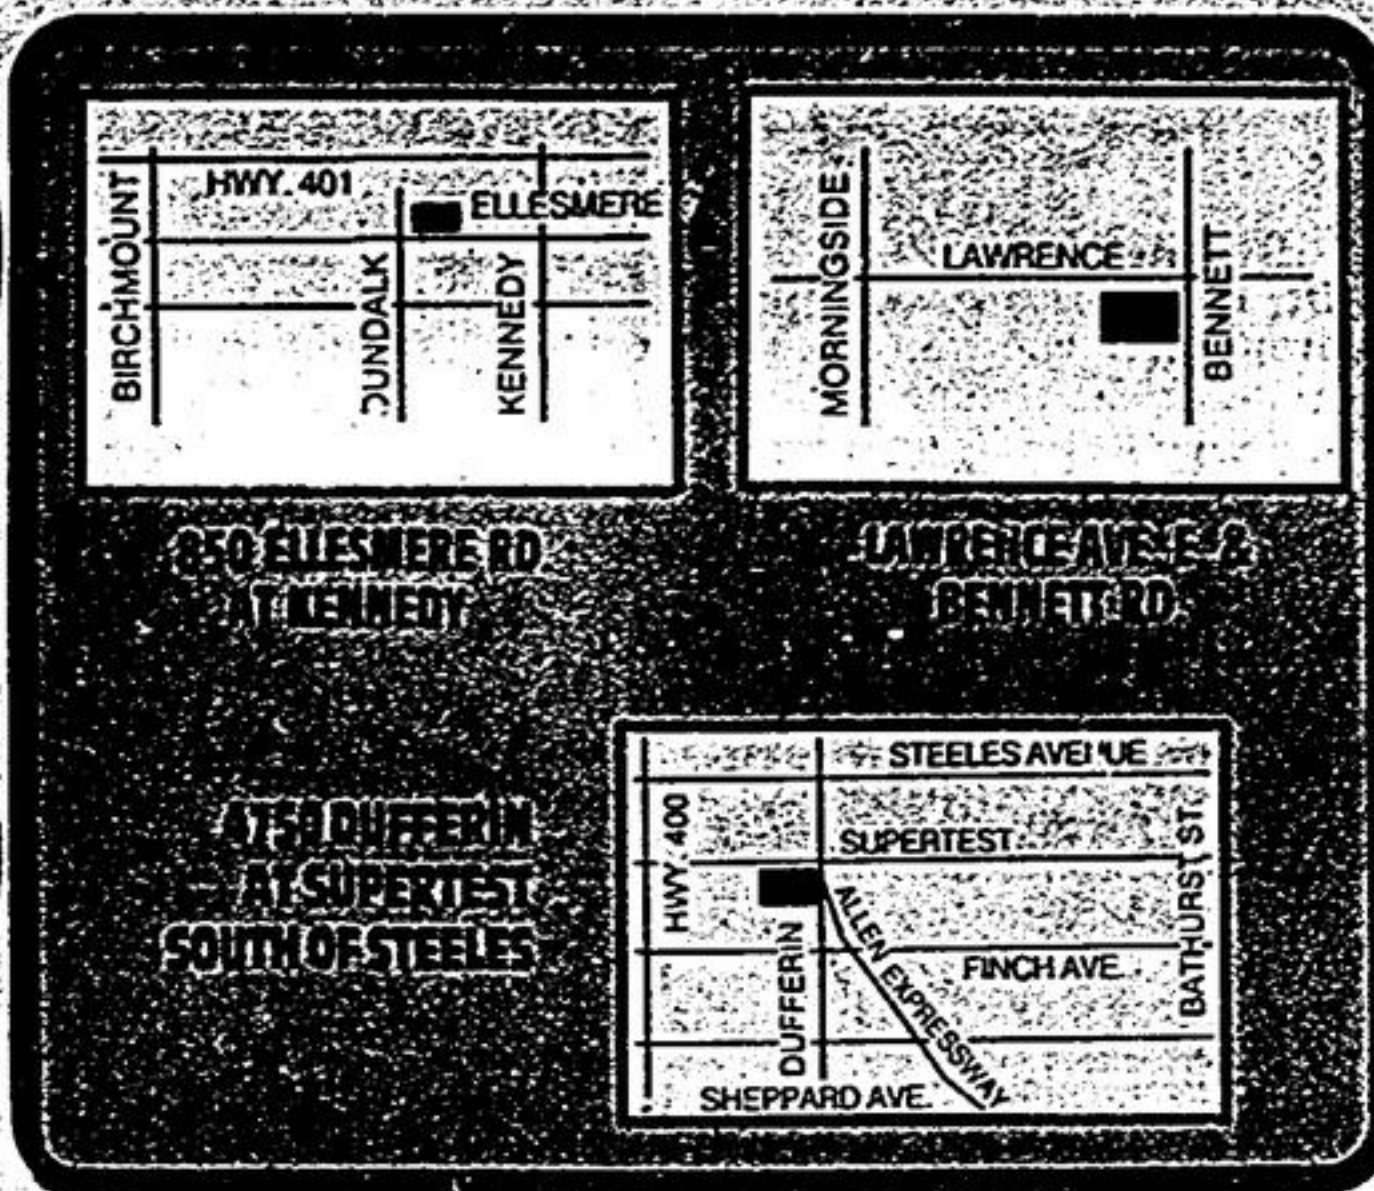 HWY. 401
ELLESMERE
BIRCHMOUNT
DUNDALK
KENNEDY
850 ELLESMERE RD
AT KENNEDY
MORNINGSIDE
LAWRENCE
BENNETT
LAWRENCE AVE. E. &
BENNETT RD.
4750 DUFFERIN
AT SUPERTEST
SOUTH OF STEELES
STEELES AVENUE
HWY. 400
SUPERTEST
BATHURST ST.
ALLEN EXPRESSWAY
DUFFERIN
FINCH AVE.
SHEPPARD AVE.